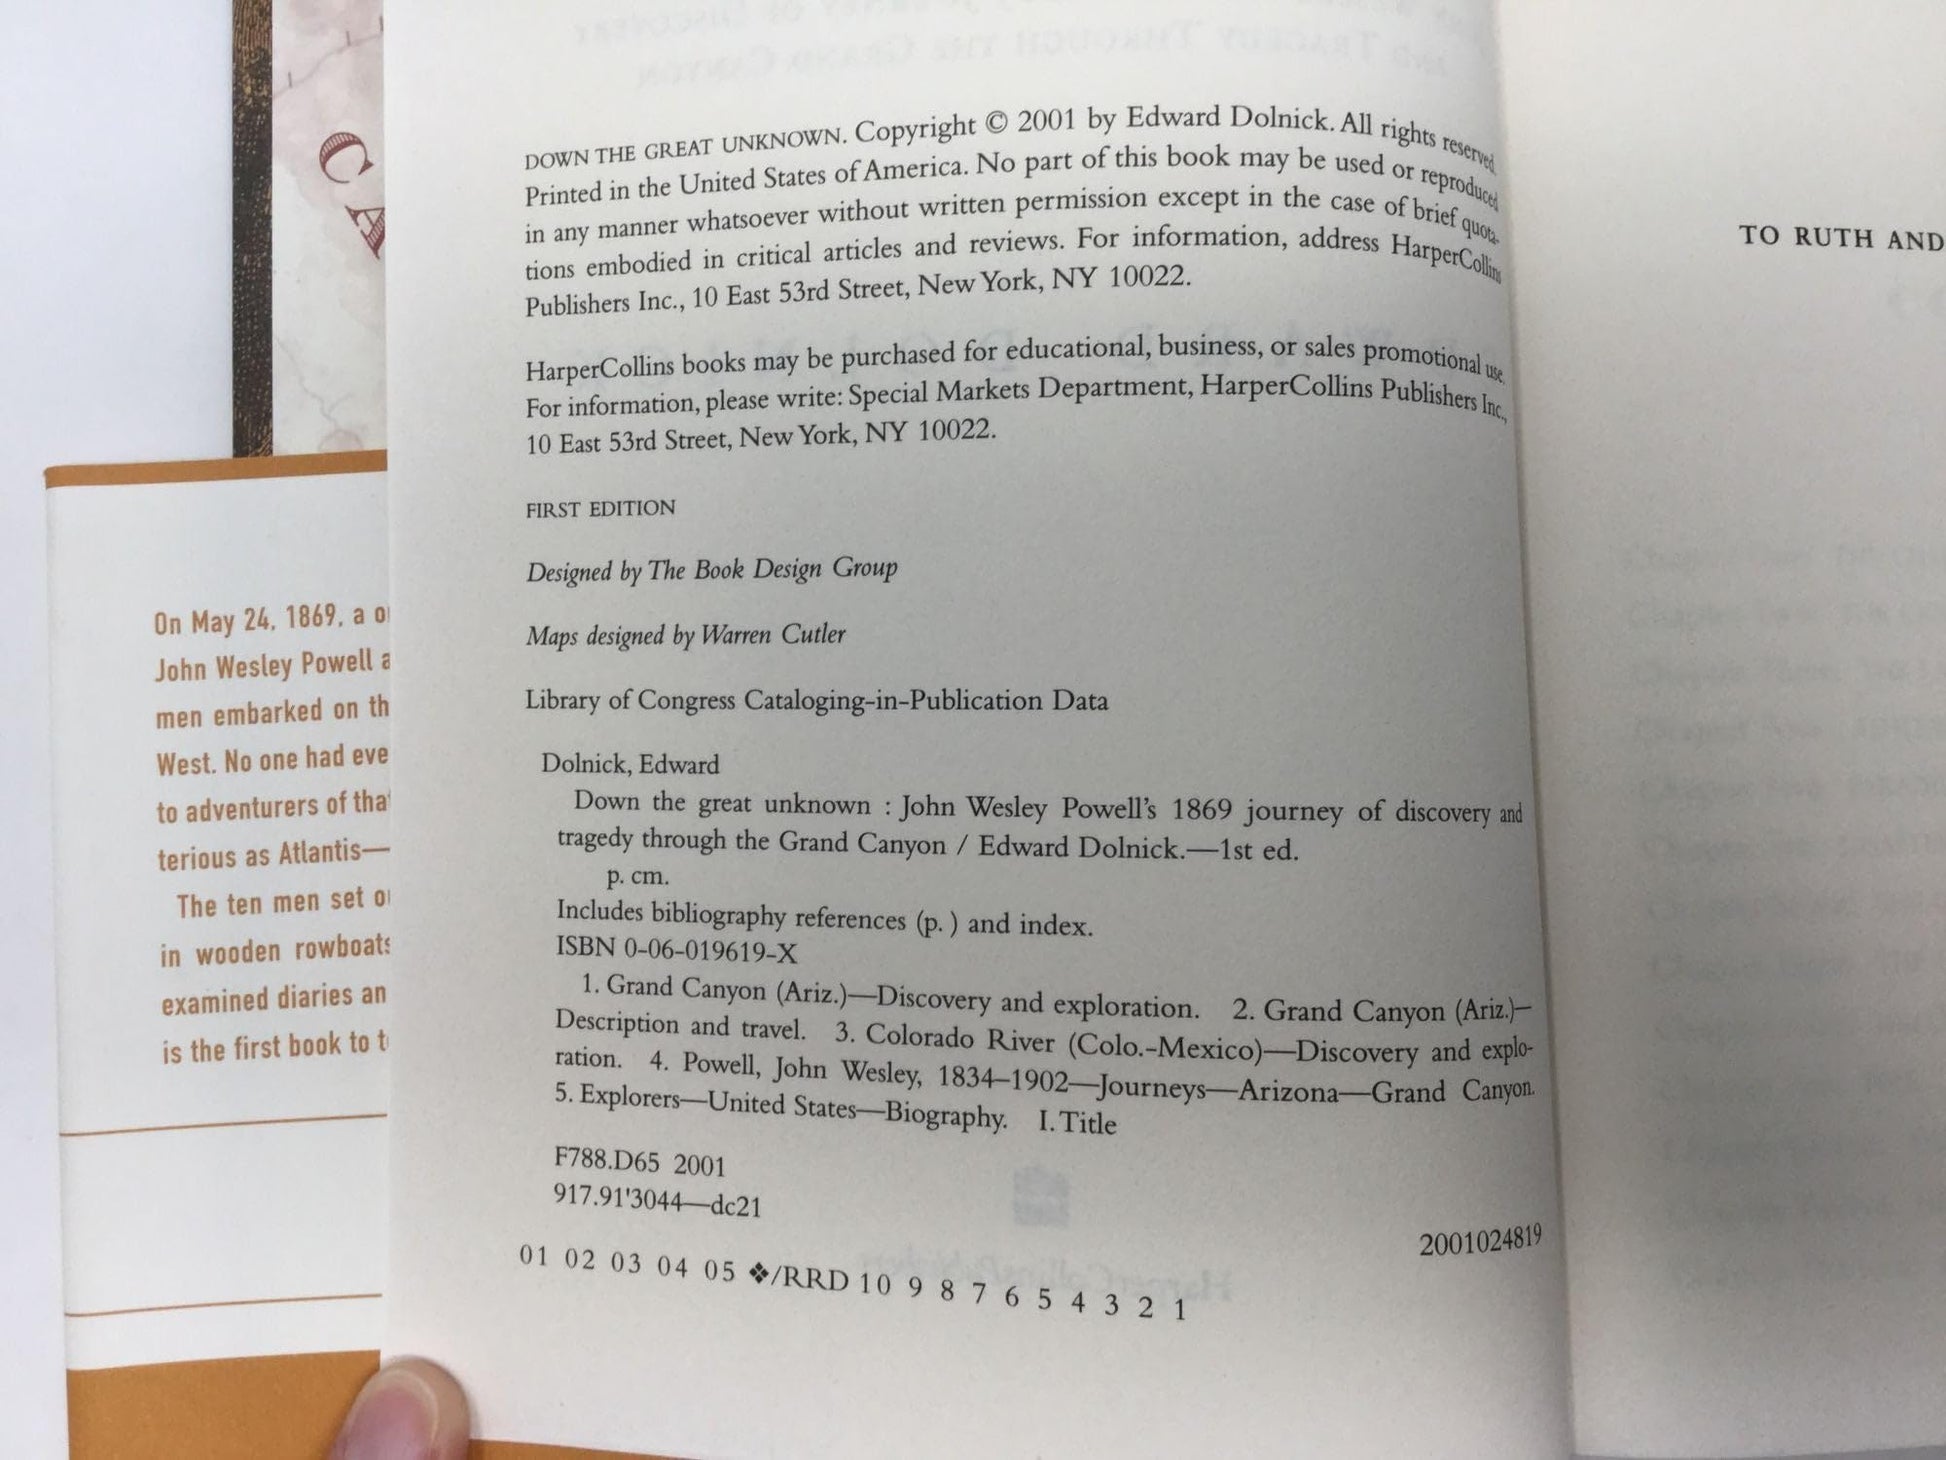 CA
On May 24, 1869, a
John Wesley Powell
men embarked on
West. No one had
to adventurers of
terious as Atlantis—
The ten men set
in wooden rowboats
examined diaries
is the first book to
DOWN THE GREAT UNKNOWN. Copyright © 2001 by Edward Dolnick. All rights reserved.
Printed in the United States of America. No part of this book may be used or reproduced
in any manner whatsoever without written permission except in the case of brief quota-
tions embodied in critical articles and reviews. For information, address HarperCollins
Publishers Inc., 10 East 53rd Street, New York, NY 10022.
HarperCollins books may be purchased for educational, business, or sales promotional use.
For information, please write: Special Markets Department, HarperCollins Publishers Inc.,
10 East 53rd Street, New York, NY 10022.
FIRST EDITION
Designed by The Book Design Group
Maps designed by Warren Cutler
Library of Congress Cataloging-in-Publication Data
Dolnick, Edward
Down the great unknown : John Wesley Powell's 1869 journey of discovery and
tragedy through the Grand Canyon / Edward Dolnick.—1st ed.
p. cm.
Includes bibliography references (p. ) and index.
ISBN 0-06-019619-X
1. Grand Canyon (Ariz.)—Discovery and exploration. 2. Grand Canyon (Ariz.)—
Description and travel. 3. Colorado River (Colo.-Mexico)—Discovery and explo-
ration. 4. Powell, John Wesley, 1834–1902—Journeys—Arizona—Grand Canyon.
5. Explorers—United States—Biography. I. Title
F788.D65 2001
917.91'3044—dc21
2001024819
01 02 03 04 05 ❖/RRD 10 9 8 7 6 5 4 3 2 1
TO RUTH AND